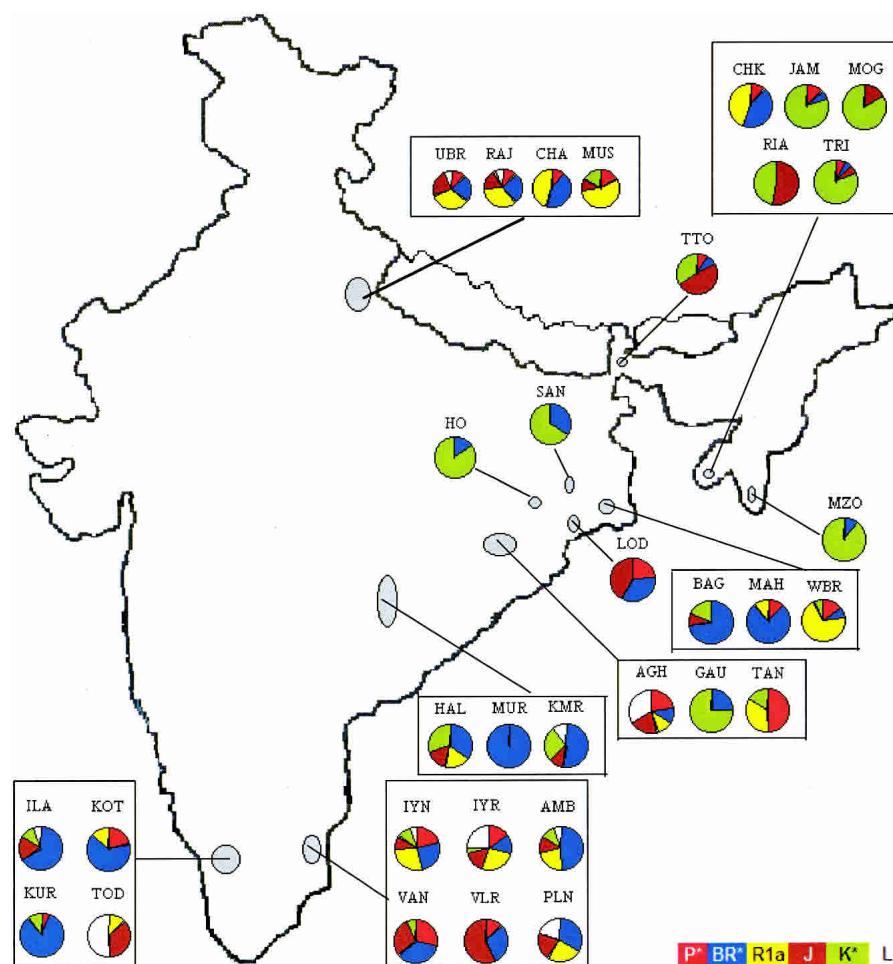 CHK JAM MOG
RIA TRI
UBR RAJ CHA MUS
TTO
SAN
HO
MZO
LOD
BAG MAH WBR
AGH GAU TAN
HAL MUR KMR
ILA KOT
KUR TOD
IYN IYR AMB
VAN VLR PLN
P* BR* R1a J K* L